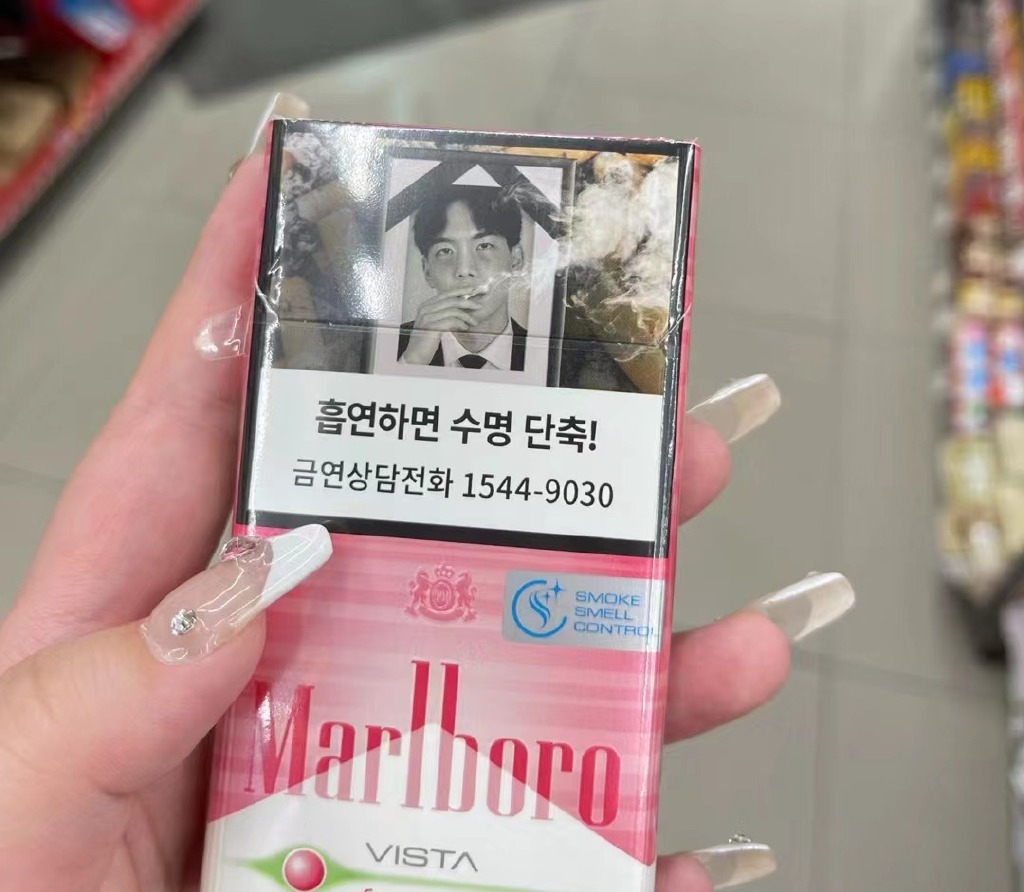 흡연하면 수명 단축!
금연상담전화 1544-9030
SMOKE
SMELL
CONTROL
Marlboro
VISTA